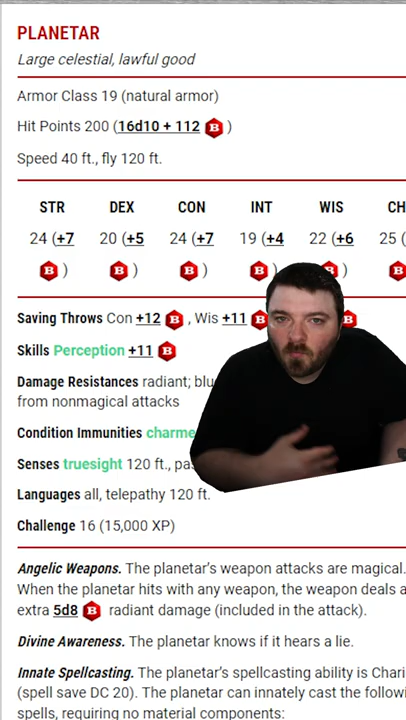 PLANETAR
Large celestial, lawful good
Armor Class 19 (natural armor)
Hit Points 200 (16d10 + 112 B )
Speed 40 ft., fly 120 ft.
STR DEX CON INT WIS CH
24 (+7 20 (+5 24 (+7 19 (+4 22 (+6 25 (
B ) B ) B ) B ) B ) B
Saving Throws Con +12 B , Wis +11 B B
Skills Perception +11 B
Damage Resistances radiant;
from nonmagical attacks
Condition Immunities charme
Senses truesight 120 ft., pas
Languages all, telepathy 120 ft.
Challenge 16 (15,000 XP)
Angelic Weapons. The planetar's weapon attacks are magical.
When the planetar hits with any weapon, the weapon deals a
extra 5d8 B radiant damage (included in the attack).
Divine Awareness. The planetar knows if it hears a lie.
Innate Spellcasting. The planetar's spellcasting ability is Chari
(spell save DC 20). The planetar can innately cast the followi
spells, requiring no material components: